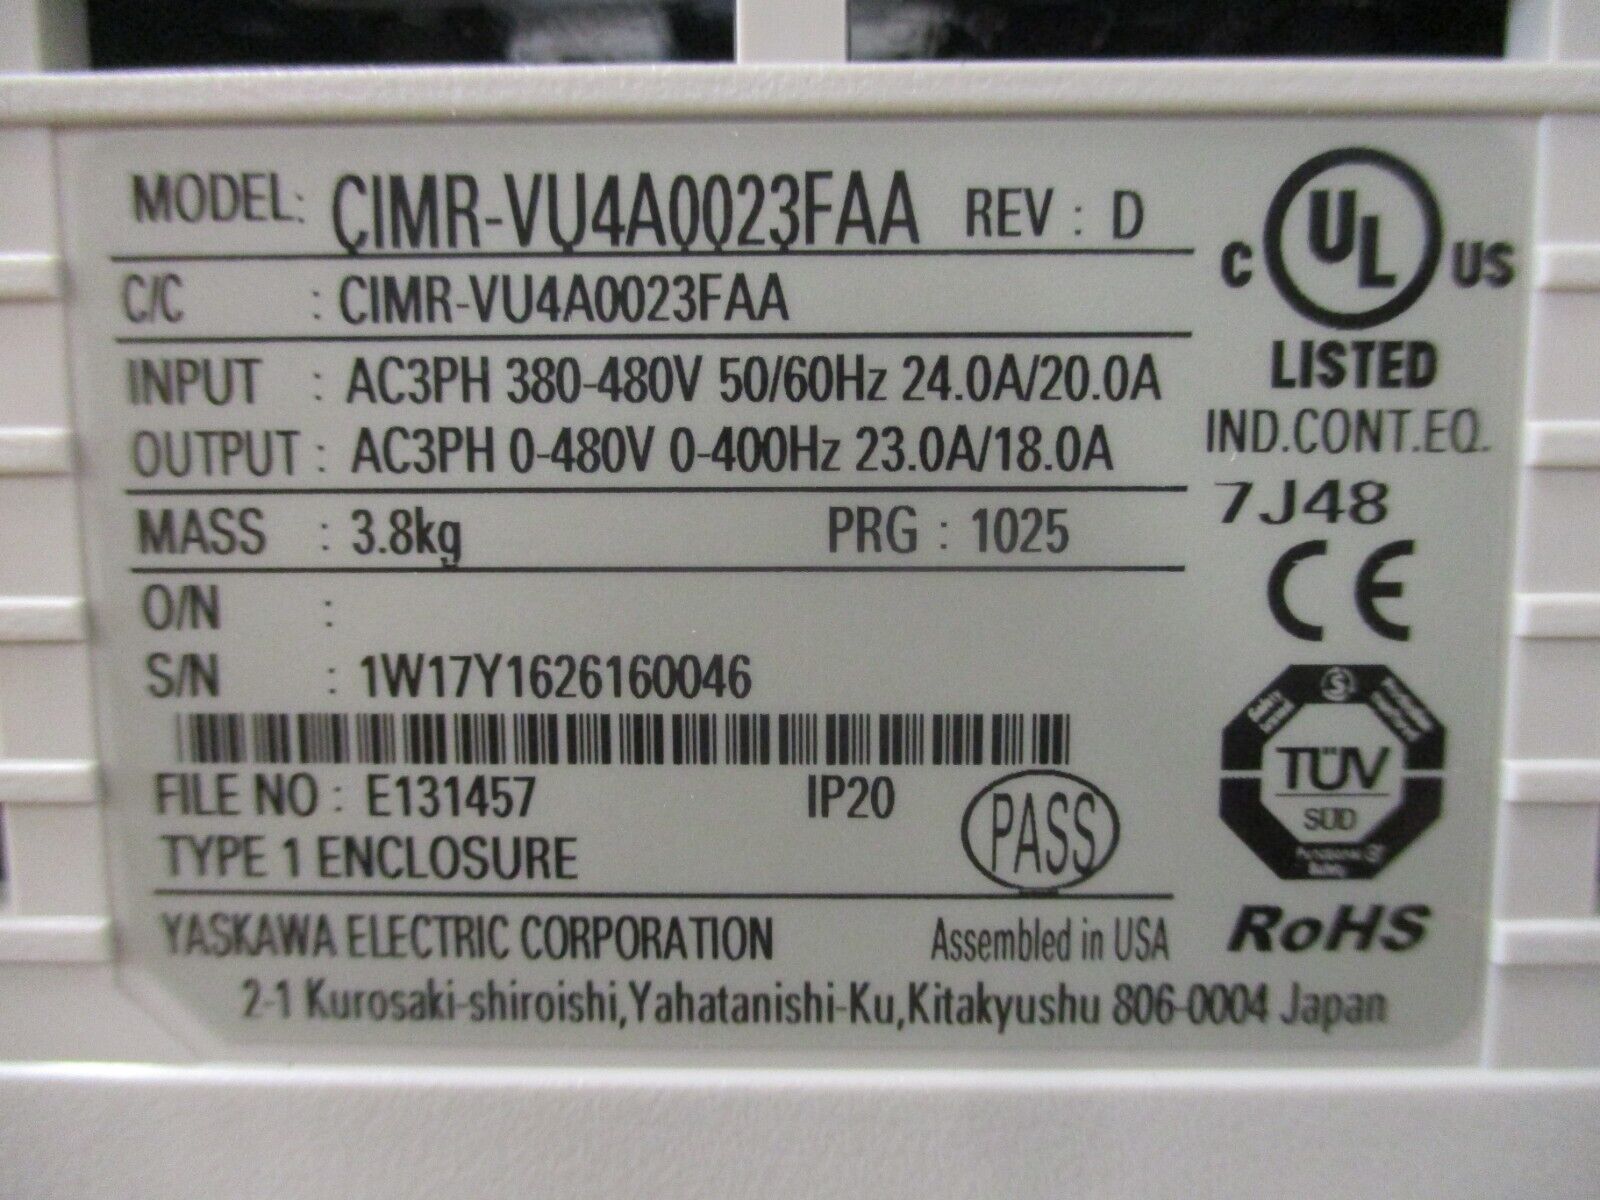 MODEL: CIMR-VU4A0023FAA REV : D
C/C : CIMR-VU4A0023FAA
INPUT : AC3PH 380-480V 50/60Hz 24.0A/20.0A
OUTPUT : AC3PH 0-480V 0-400Hz 23.0A/18.0A
MASS : 3.8kg PRG : 1025
O/N :
S/N : 1W17Y1626160046
FILE NO : E131457 IP20
PASS
TYPE 1 ENCLOSURE
YASKAWA ELECTRIC CORPORATION Assembled in USA
2-1 Kurosaki-shiroishi,Yahatanishi-Ku,Kitakyushu 806-0004 Japan
C UL US
LISTED
IND.CONT.EQ.
7J48
CE
TÜV
SÜD
RoHS